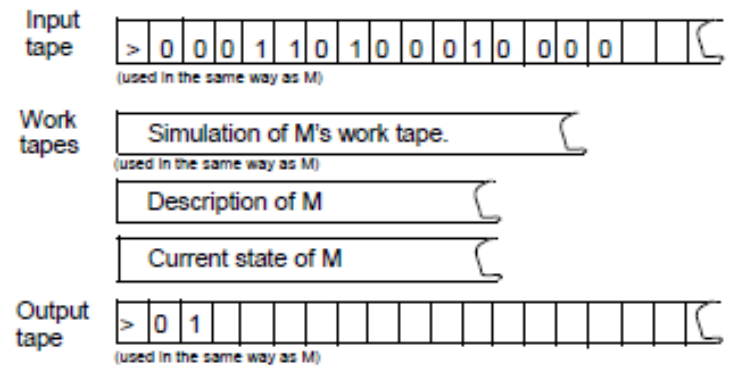 Input tape
> 0 0 0 1 1 0 1 0 0 0 1 0 0 0 0
(used in the same way as M)
Work tapes
Simulation of M's work tape.
(used in the same way as M)
Description of M
Current state of M
Output tape
> 0 1
(used in the same way as M)